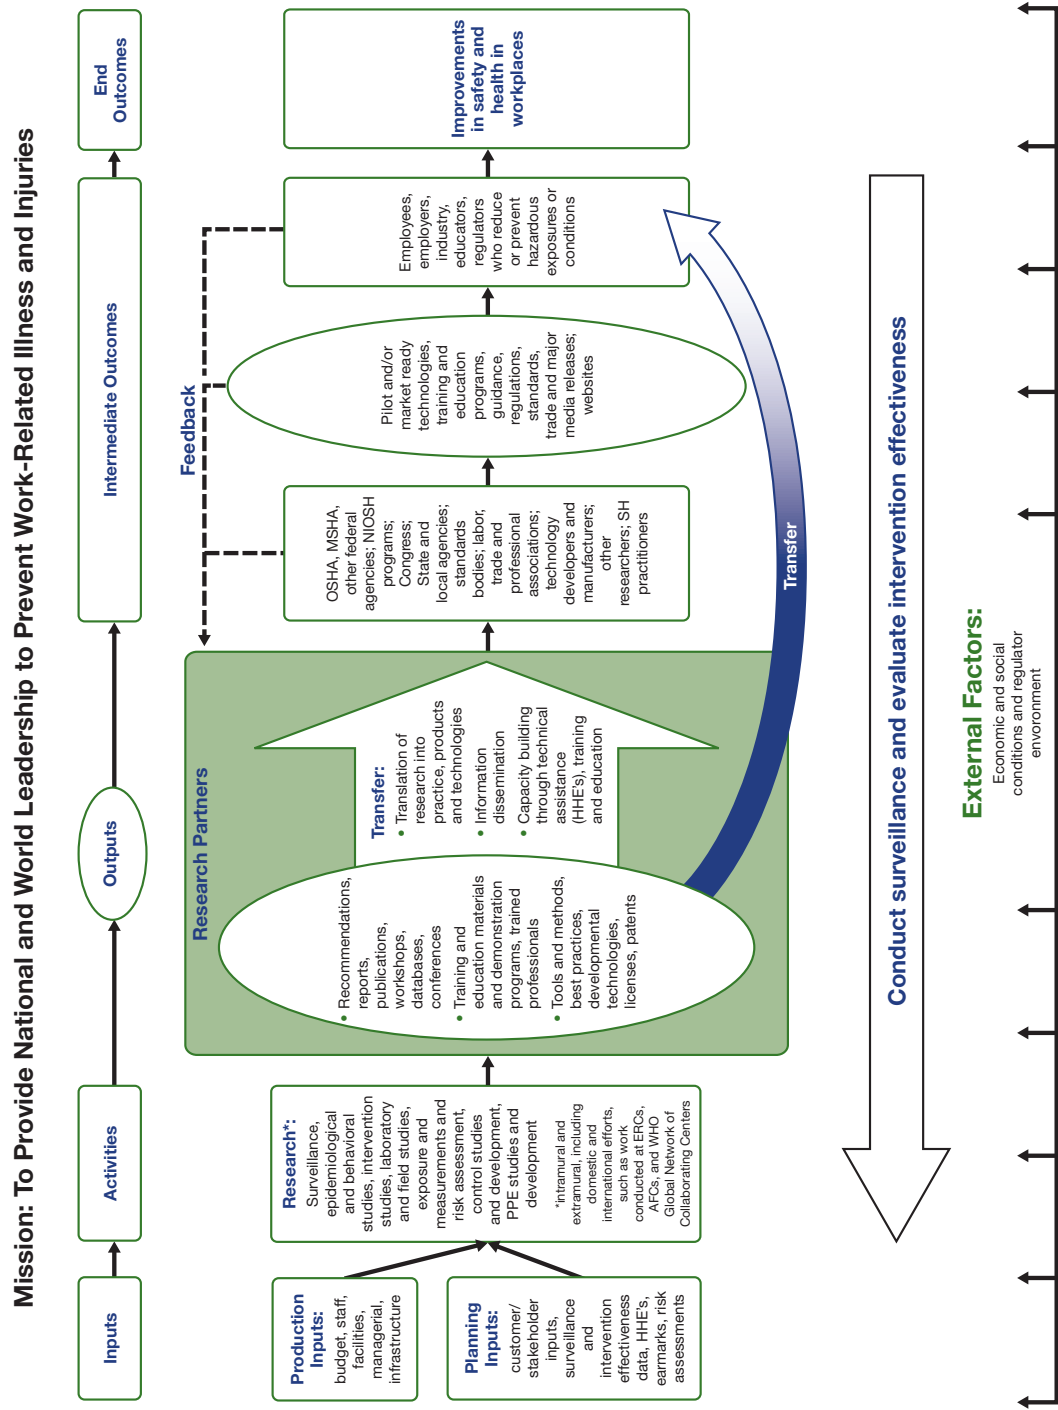 Mission: To Provide National and World Leadership to Prevent Work-Related Illness and Injuries
Inputs
Activities
Outputs
Intermediate Outcomes
End
Outcomes
Production
Inputs:
budget, staff,
facilities,
managerial,
infrastructure
Planning
Inputs:
customer/
stakeholder
inputs,
surveillance
and
intervention
effectiveness
data, HHE's,
earmarks, risk
assessments
Research*:
Surveillance,
epidemiological
and behavioral
studies, intervention
studies, laboratory
and field studies,
exposure and
measurements and
risk assessment,
control studies
and development,
PPE studies and
development
*intramural and
extramural, including
domestic and
international efforts,
such as work
conducted at ERCs,
AFCs, and WHO
Global Network of
Collaborating Centers
Research Partners
• Recommendations,
reports,
publications,
workshops,
databases,
conferences
• Training and
education materials
and demonstration
programs, trained
professionals
• Tools and methods,
best practices,
developmental
technologies,
licenses, patents
Transfer:
• Translation of
research into
practice, products
and technologies
• Information
dissemination
• Capacity building
through technical
assistance
(HHE's), training
and education
Feedback
OSHA, MSHA,
other federal
agencies; NIOSH
programs;
Congress;
State and
local agencies;
standards
bodies; labor,
trade and
professional
associations;
technology
developers and
manufacturers;
other
researchers; SH
practitioners
Pilot and/or
market ready
technologies,
training and
education
programs,
guidance,
regulations,
standards,
trade and major
media releases;
websites
Employees,
employers,
industry,
educators,
regulators
who reduce
or prevent
hazardous
exposures or
conditions
Improvements
in safety and
health in
workplaces
Transfer
Conduct surveillance and evaluate intervention effectiveness
External Factors:
Economic and social
conditions and regulator
envoronment